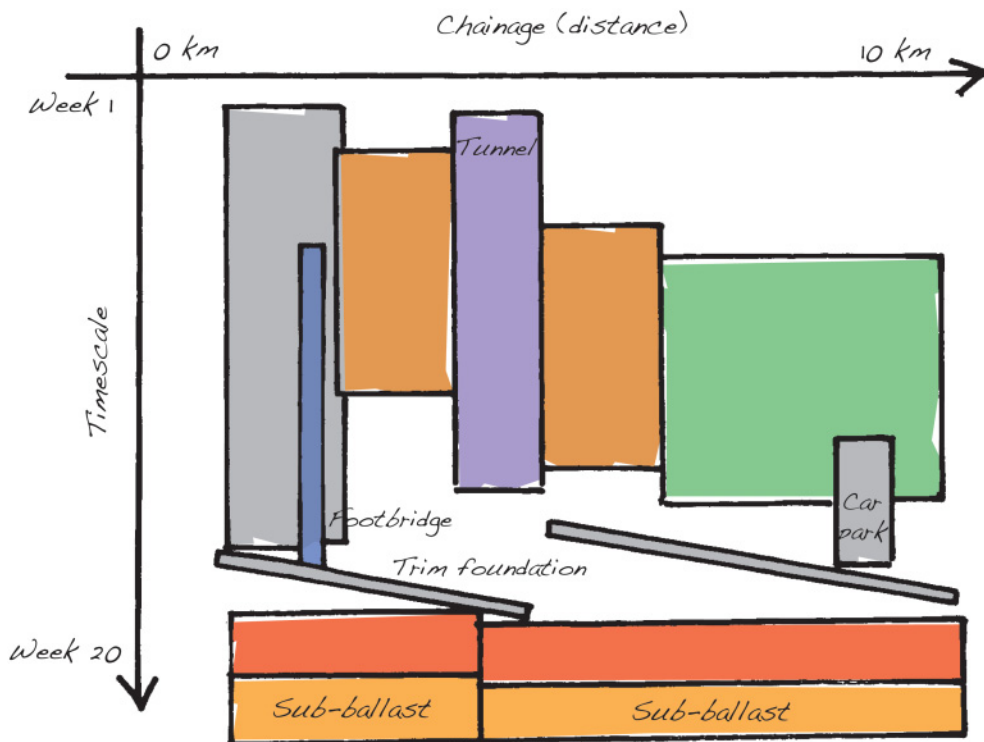 Chainage (distance)
0 km
10 km
Week 1
Tunnel
Timescale
Car
park
Footbridge
Trim foundation
Week 20
Sub-ballast
Sub-ballast